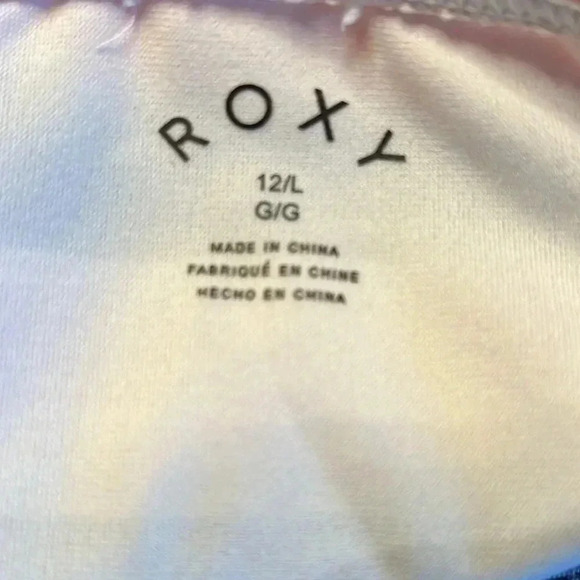 ROXY
12/L
G/G
MADE IN CHINA
FABRIQUÉ EN CHINE
HECHO EN CHINA